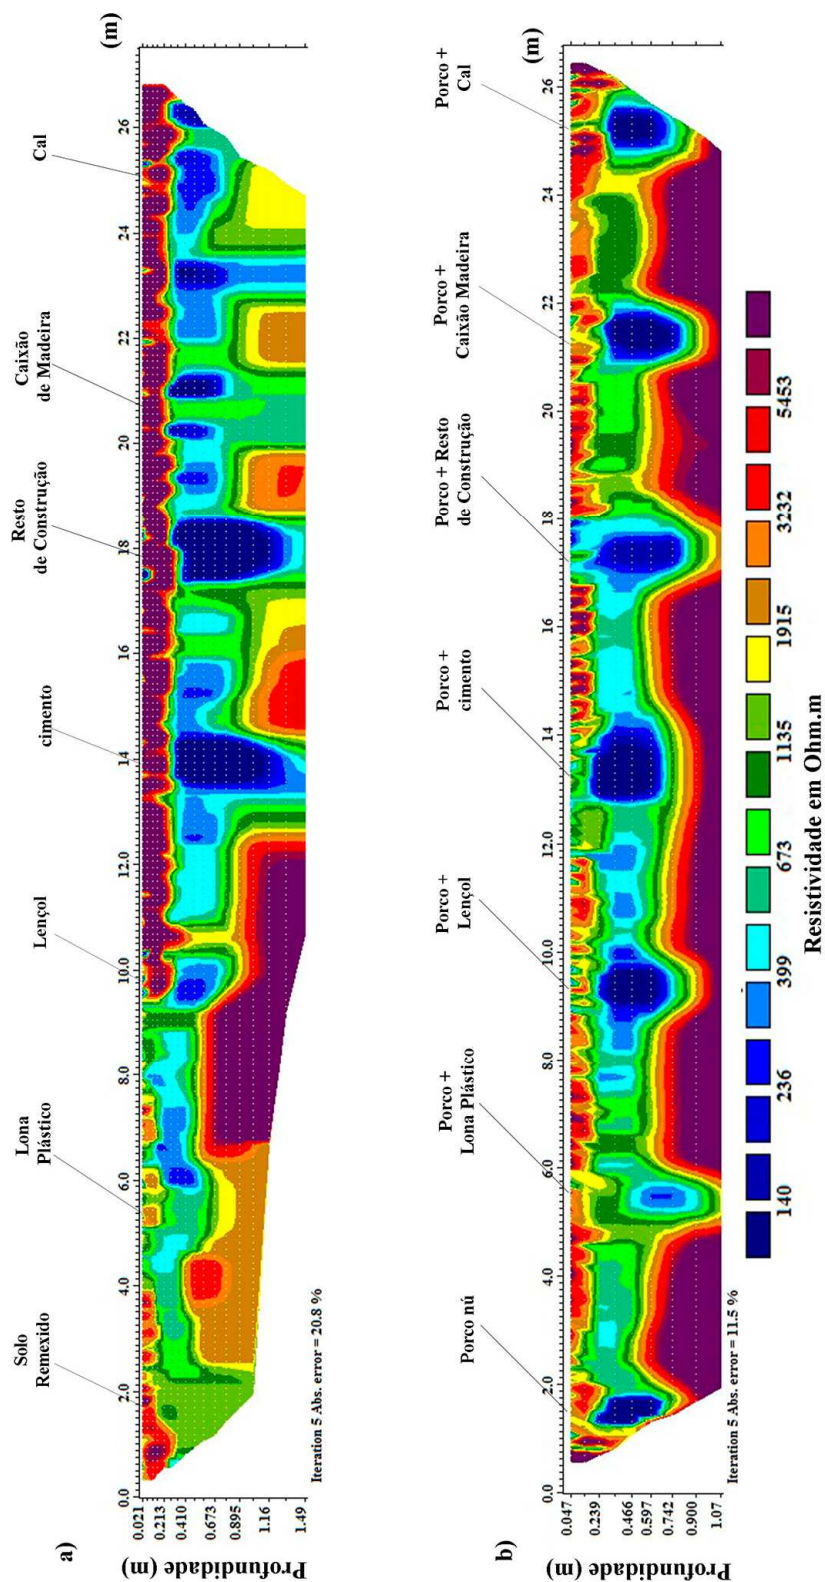 a)
Solo
Remexido
Lona
Plástico
Lençol
cimento
Resto
de Construção
Caixão
de Madeira
Cal
0.0 2.0 4.0 6.0 8.0 10.0 12.0 14 16 18 20 22 24 26 (m)
Profundidade (m)
0.021
0.213
0.410
0.673
0.895
1.16
1.49
Iteration 5 Abs. error = 20.8 %
b)
Porco nú
Porco +
Lona Plástico
Porco +
Lençol
Porco +
cimento
Porco + Resto
de Construção
Porco +
Caixão Madeira
Porco +
Cal
0.0 2.0 4.0 6.0 8.0 10.0 12.0 14 16 18 20 22 24 26 (m)
Profundidade (m)
0.047
0.239
0.466
0.597
0.742
0.900
1.07
Iteration 5 Abs. error = 11.5 %
140 236 399 673 1135 1915 3232 5453
Resistividade em Ohm.m